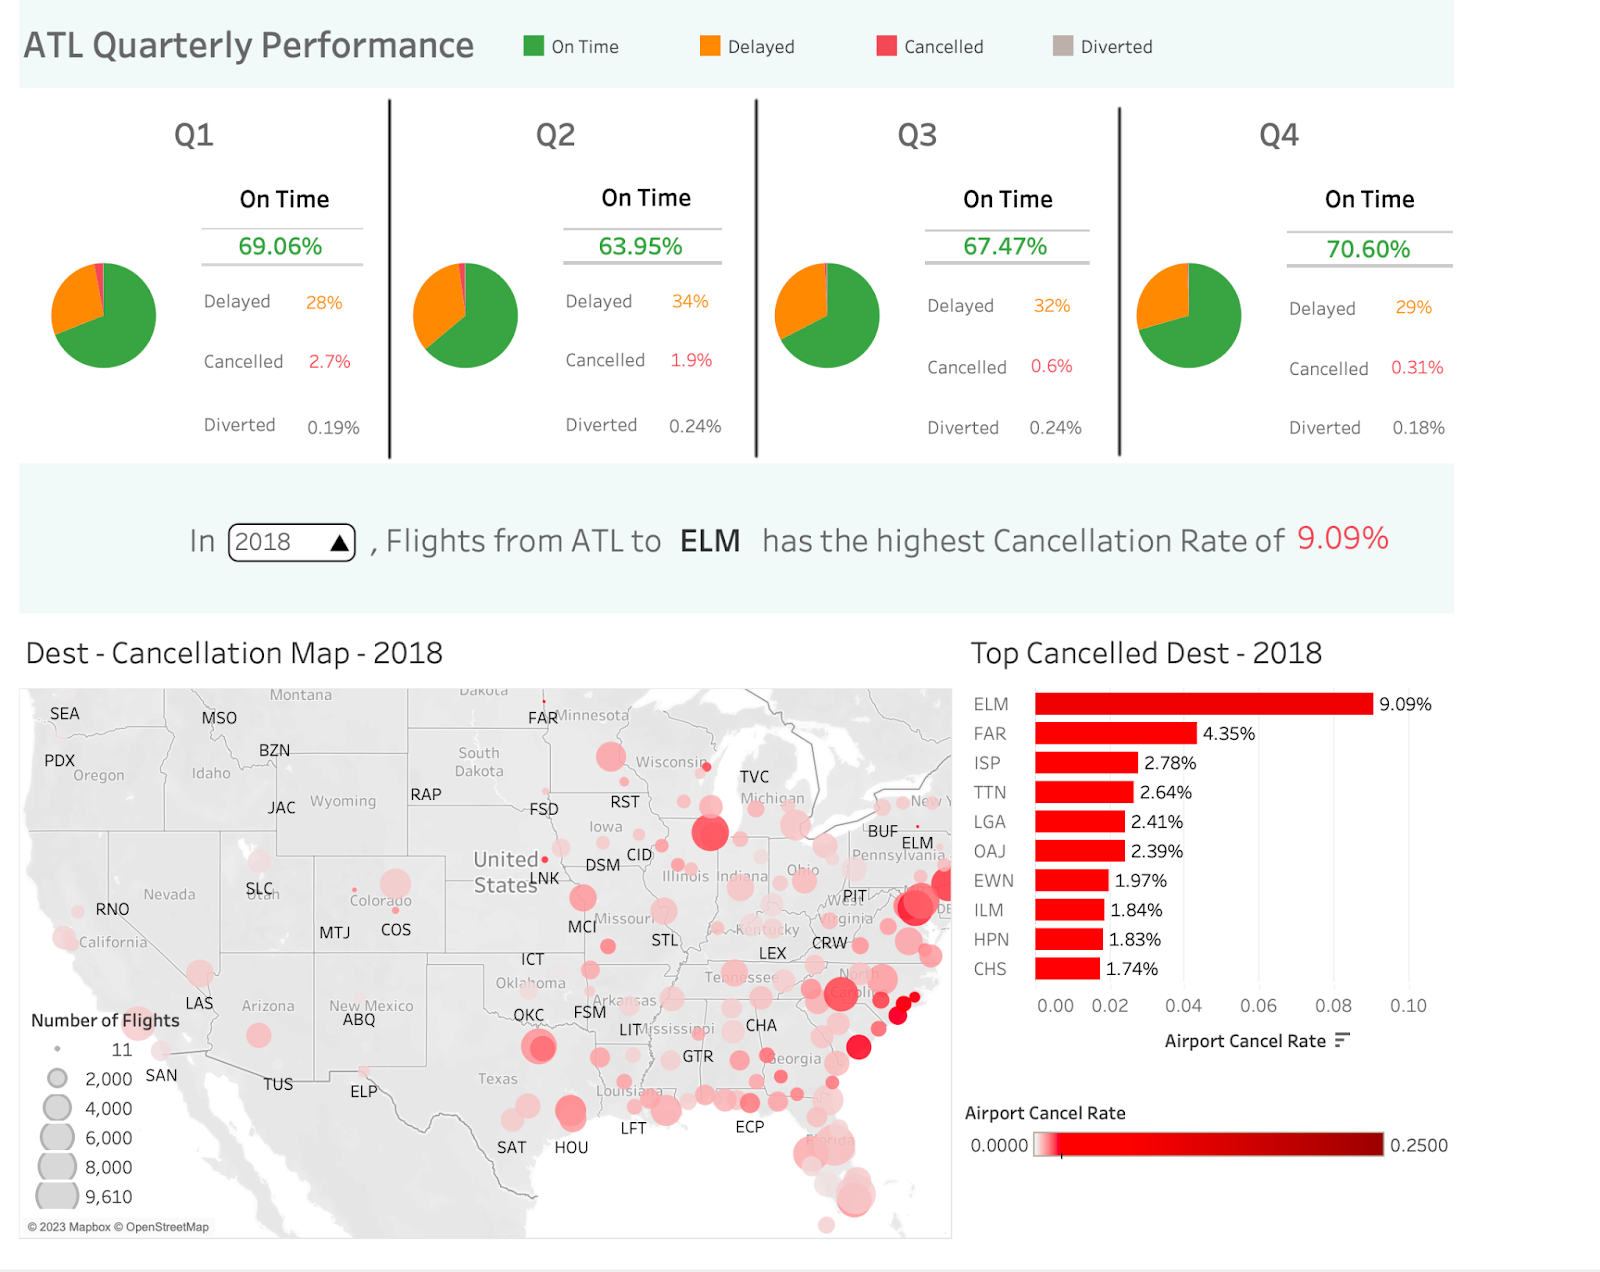 ATL Quarterly Performance
On Time
Delayed
Cancelled
Diverted
Q1
On Time
69.06%
Delayed 28%
Cancelled 2.7%
Diverted 0.19%
Q2
On Time
63.95%
Delayed 34%
Cancelled 1.9%
Diverted 0.24%
Q3
On Time
67.47%
Delayed 32%
Cancelled 0.6%
Diverted 0.24%
Q4
On Time
70.60%
Delayed 29%
Cancelled 0.31%
Diverted 0.18%
In 2018 , Flights from ATL to ELM has the highest Cancellation Rate of 9.09%
Dest - Cancellation Map - 2018
Montana
Dakota
SEA
MSO
FAR
Minnesota
BZN
PDX
Oregon
Idaho
South
Dakota
Wisconsin
TVC
JAC
Wyoming
RAP
FSD
RST
Michigan
New Y
Iowa
BUF
ELM
United
States
LNK
DSM
CID
Pennsylvania
SLC
Utah
Nevada
Colorado
Illinois
Indiana
Ohio
PIT
West
Virginia
DE
RNO
California
MTJ
COS
MCI
Missouri
STL
Kentucky
LEX
CRW
ICT
Oklahoma
Tennessee
North
Carolina
LAS
Arizona
New Mexico
ABQ
OKC
Arkansas
FSM
LIT
Mississippi
CHA
GTR
Georgia
SAN
TUS
ELP
Texas
Louisiana
LFT
ECP
SAT
HOU
Florida
Number of Flights
11
2,000
4,000
6,000
8,000
9,610
© 2023 Mapbox © OpenStreetMap
Top Cancelled Dest - 2018
ELM 9.09%
FAR 4.35%
ISP 2.78%
TTN 2.64%
LGA 2.41%
OAJ 2.39%
EWN 1.97%
ILM 1.84%
HPN 1.83%
CHS 1.74%
0.00 0.02 0.04 0.06 0.08 0.10
Airport Cancel Rate
Airport Cancel Rate
0.0000 0.2500